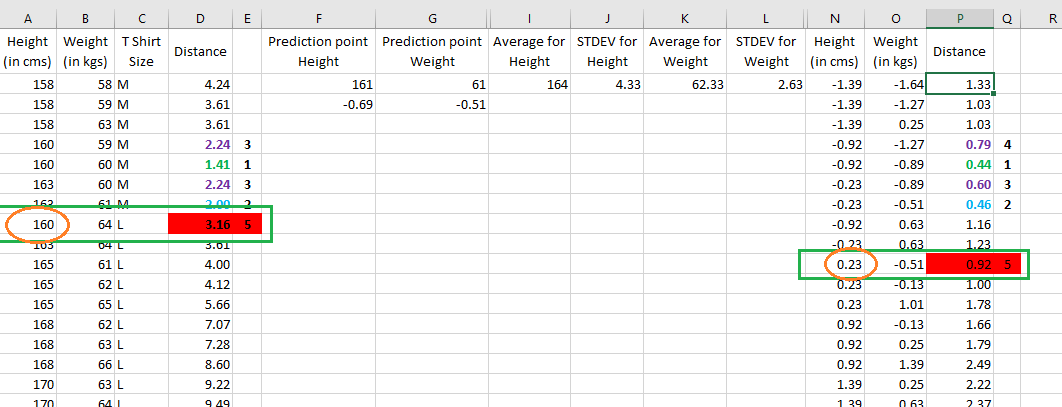 A B C D E F G I J K L N O P Q R
Height Weight T Shirt Distance Prediction point Prediction point Average for STDEV for Average for STDEV for Height Weight Distance
(in cms) (in kgs) Size Height Weight Height Height Weight Weight (in cms) (in kgs)
158 58 M 4.24 161 61 164 4.33 62.33 2.63 -1.39 -1.64 1.33
158 59 M 3.61 -0.69 -0.51 -1.39 -1.27 1.03
158 63 M 3.61 -1.39 0.25 1.03
160 59 M 2.24 3 -0.92 -1.27 0.79 4
160 60 M 1.41 1 -0.92 -0.89 0.44 1
163 60 M 2.24 3 -0.23 -0.89 0.60 3
163 61 M 2.00 2 -0.23 -0.51 0.46 2
160 64 L 3.16 5 -0.92 0.63 1.16
163 64 L 3.61 -0.23 0.63 1.23
165 61 L 4.00 0.23 -0.51 0.92 5
165 62 L 4.12 0.23 -0.13 1.00
165 65 L 5.66 0.23 1.01 1.78
168 62 L 7.07 0.92 -0.13 1.66
168 63 L 7.28 0.92 0.25 1.79
168 66 L 8.60 0.92 1.39 2.49
170 63 L 9.22 1.39 0.25 2.22
170 64 L 9.49 1.39 0.63 2.37